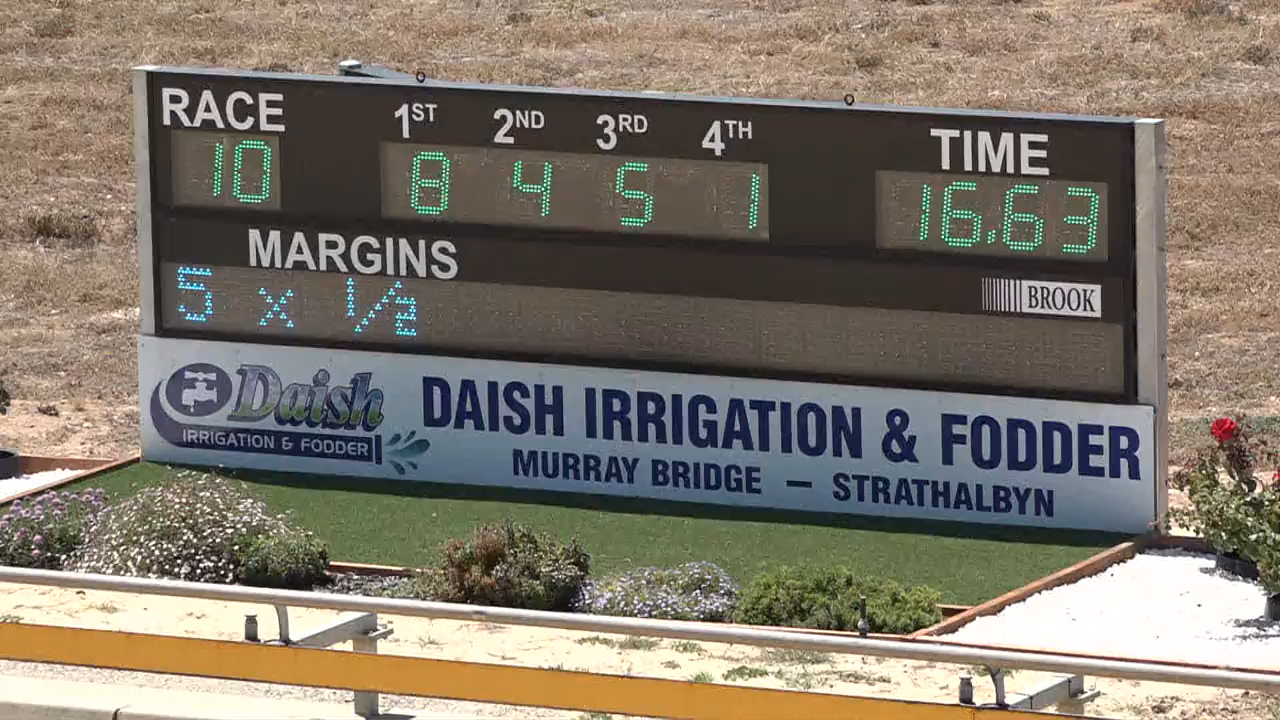 RACE 1ST 2ND 3RD 4TH TIME
10 8 4 5 1 16.63
MARGINS
5 x 1/2
BROOK
Daish
IRRIGATION & FODDER
DAISH IRRIGATION & FODDER
MURRAY BRIDGE – STRATHALBYN